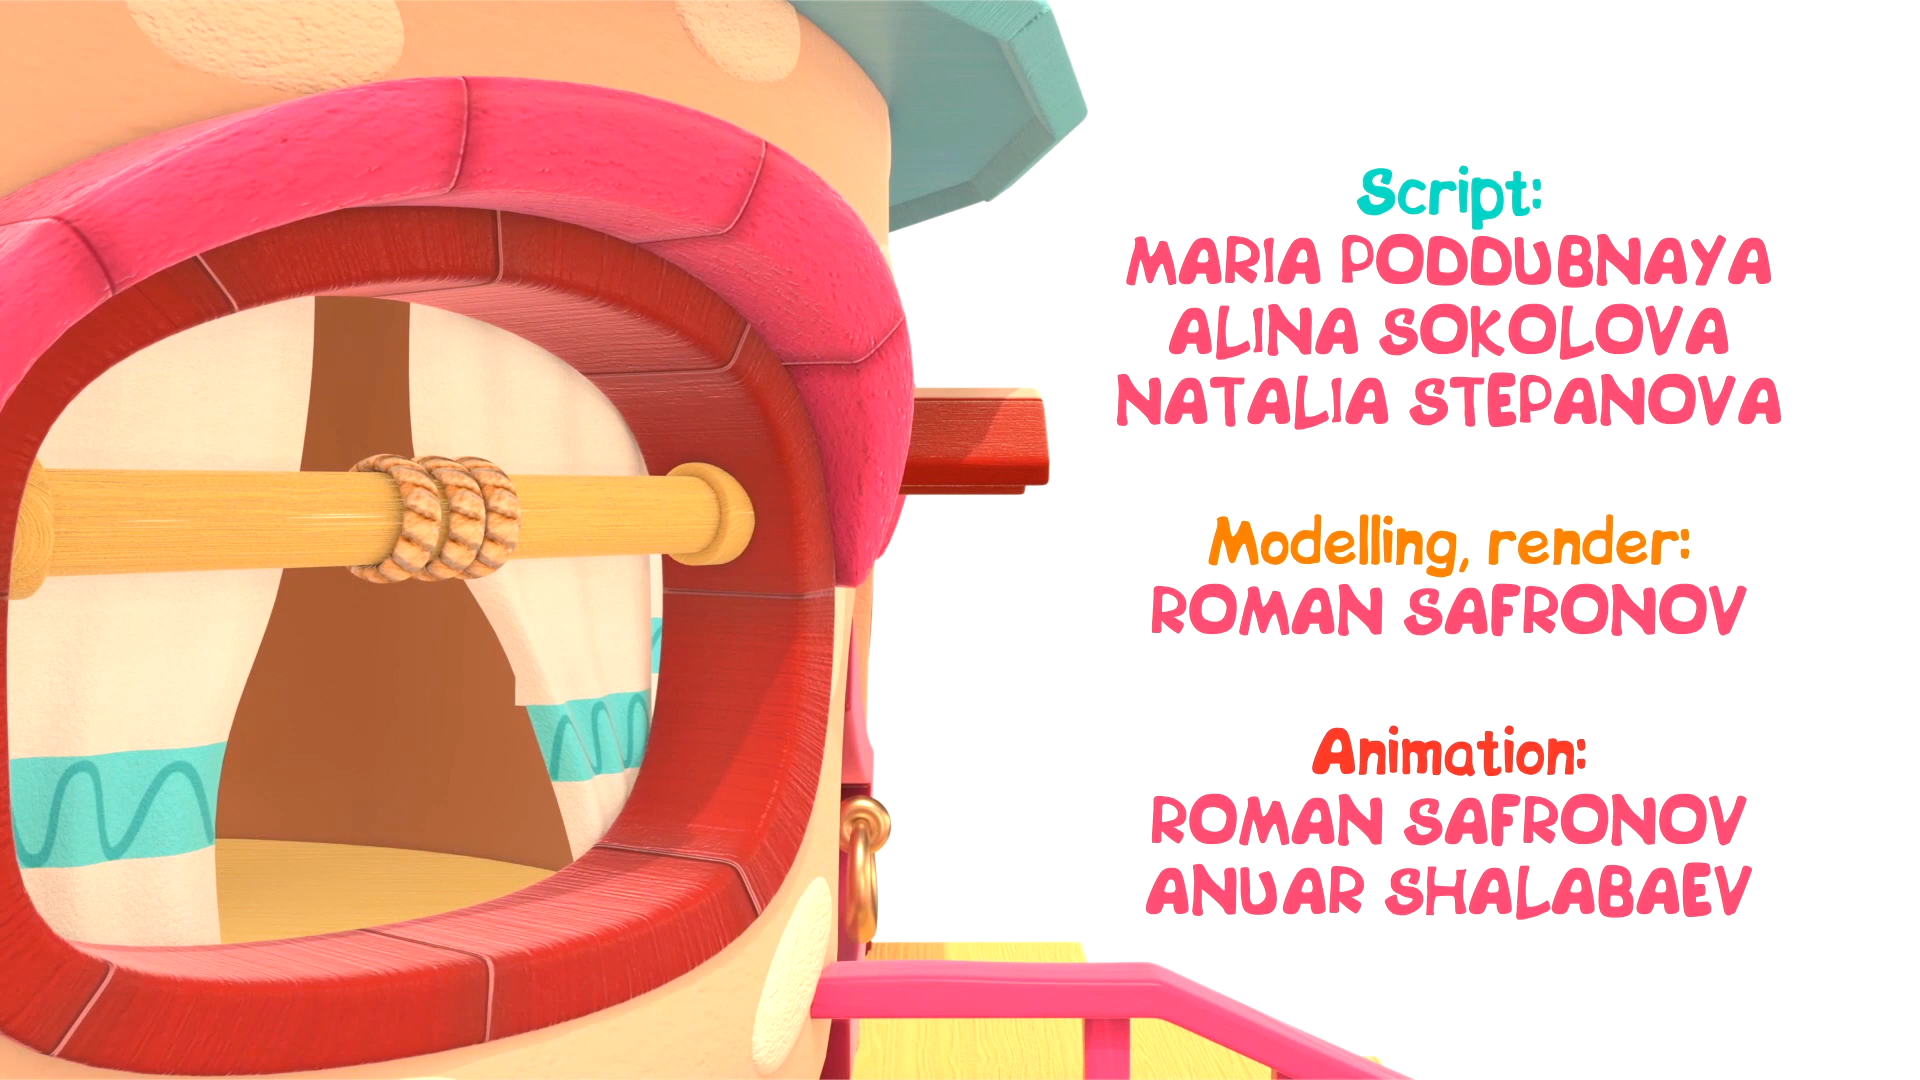 Script:
MARIA PODDUBNAYA
ALINA SOKOLOVA
NATALIA STEPANOVA
Modelling, render:
ROMAN SAFRONOV
Animation:
ROMAN SAFRONOV
ANUAR SHALABAEV